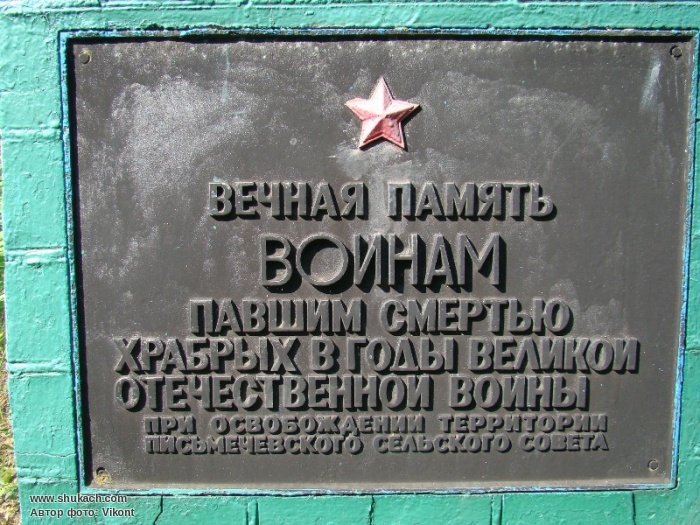 ВЕЧНАЯ ПАМЯТЬ
ВОИНАМ
ПАВШИМ СМЕРТЬЮ
ХРАБРЫХ В ГОДЫ ВЕЛИКОЙ
ОТЕЧЕСТВЕННОЙ ВОЙНЫ
ПРИ ОСВОБОЖДЕНИИ ТЕРРИТОРИИ
ПИСЬМЕЧЕВСКОГО СЕЛЬСКОГО СОВЕТА
www.shukach.com
Автор фото: Vikont